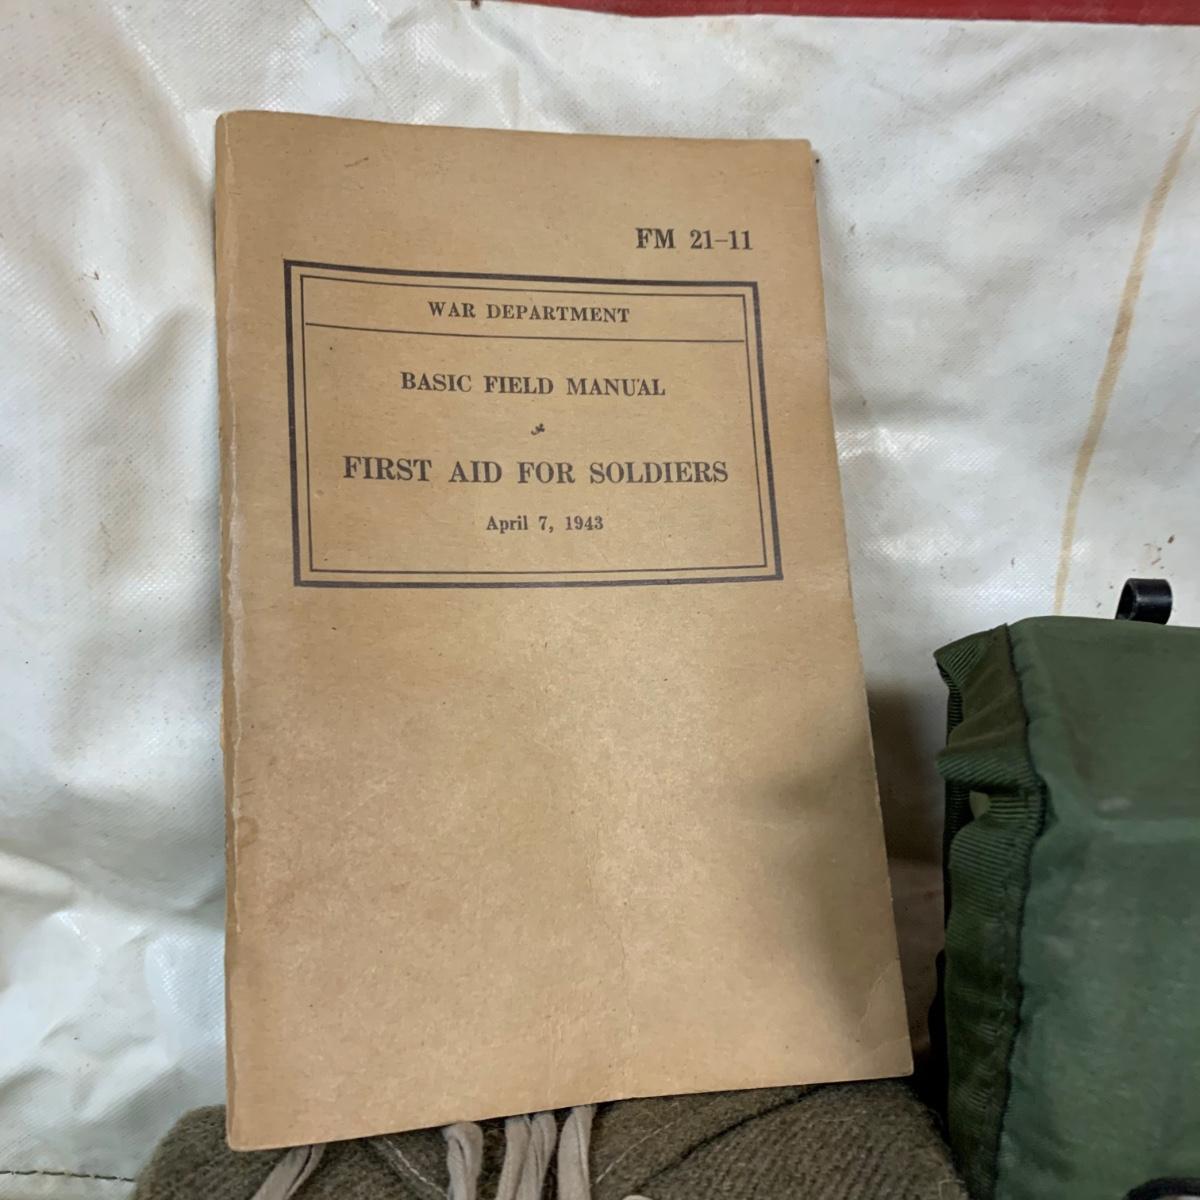 FM 21–11
WAR DEPARTMENT
BASIC FIELD MANUAL
FIRST AID FOR SOLDIERS
April 7, 1943